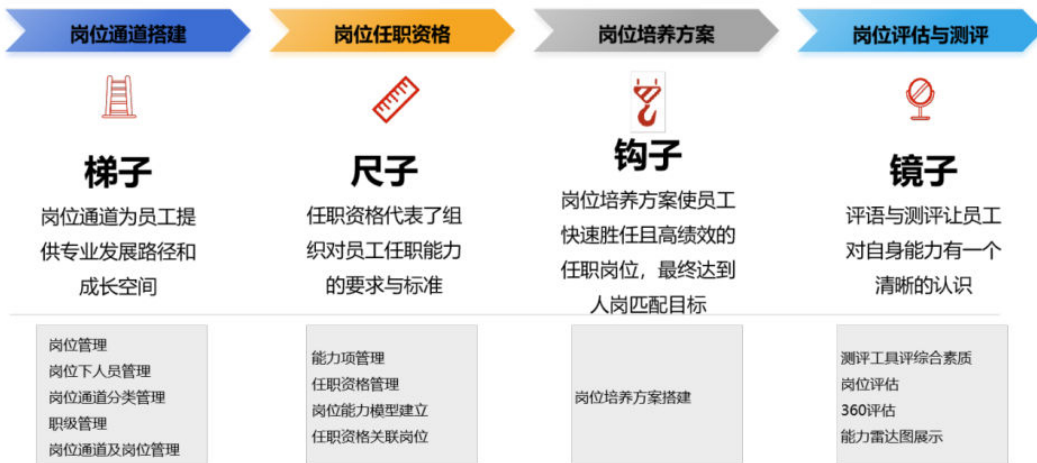 岗位通道搭建
岗位任职资格
岗位培养方案
岗位评估与测评
梯子
岗位通道为员工提
供专业发展路径和
成长空间
尺子
任职资格代表了组
织对员工任职能力
的要求与标准
钩子
岗位培养方案使员工
快速胜任且高绩效的
任职岗位，最终达到
人岗匹配目标
镜子
评语与测评让员工
对自身能力有一个
清晰的认识
岗位管理
岗位下人员管理
岗位通道分类管理
职级管理
岗位通道及岗位管理
能力项管理
任职资格管理
岗位能力模型建立
任职资格关联岗位
岗位培养方案搭建
测评工具评综合素质
岗位评估
360评估
能力雷达图展示